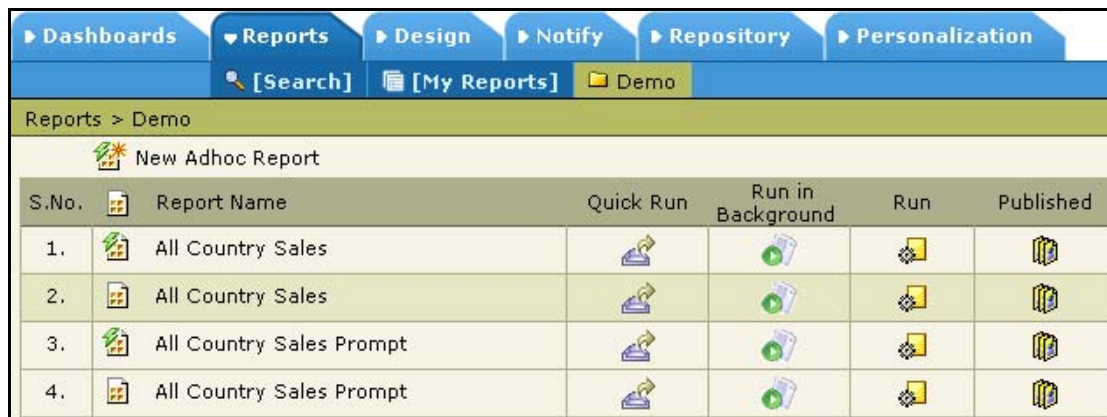 Dashboards Reports Design Notify Repository Personalization
[Search] [My Reports] Demo
Reports > Demo
New Adhoc Report
S.No. Report Name Quick Run Run in Background Run Published
1. All Country Sales
2. All Country Sales
3. All Country Sales Prompt
4. All Country Sales Prompt